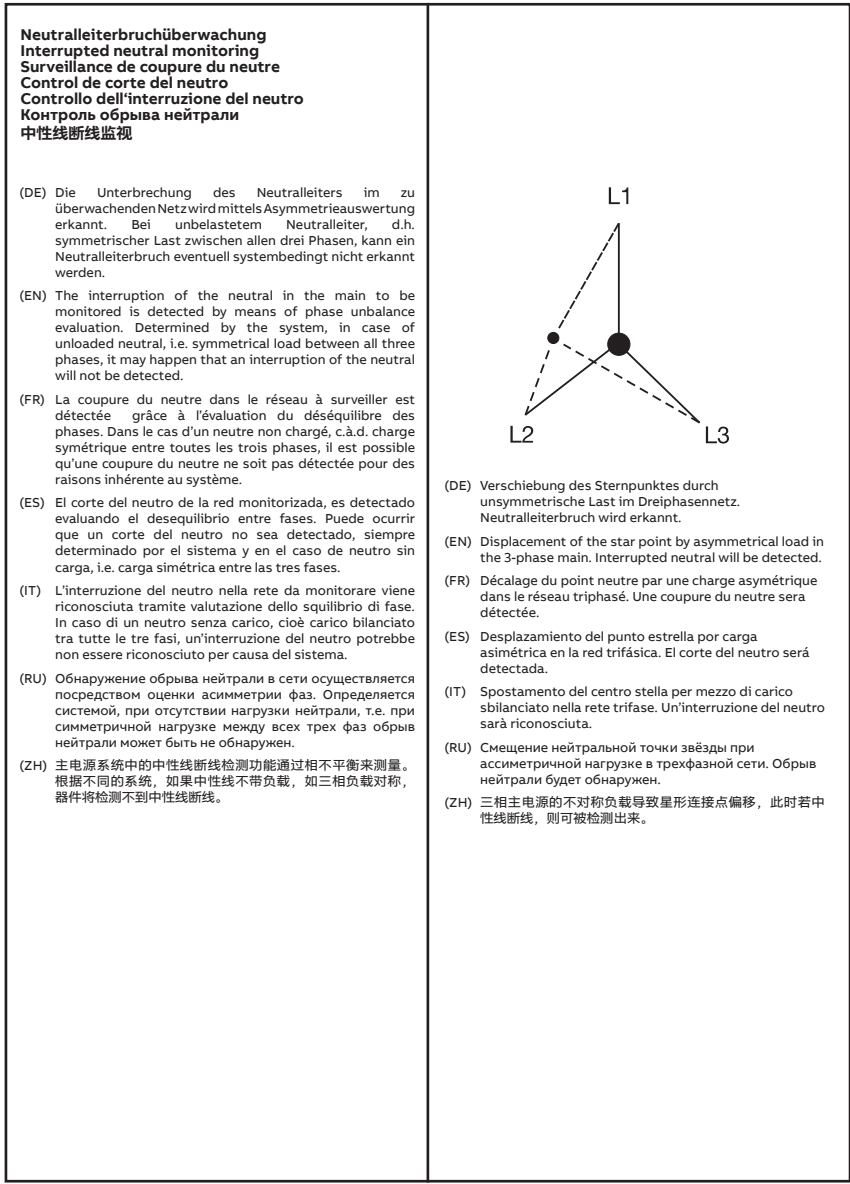 Neutralleiterbruchüberwachung
Interrupted neutral monitoring
Surveillance de coupure du neutre
Control de corte del neutro
Controllo dell‘interruzione del neutro
Контроль обрыва нейтрали
中性线断线监视
(DE) Die Unterbrechung des Neutralleiters im zu
überwachenden Netz wird mittels Asymmetrieauswertung
erkannt. Bei unbelastetem Neutralleiter, d.h.
symmetrischer Last zwischen allen drei Phasen, kann ein
Neutralleiterbruch eventuell systembedingt nicht erkannt
werden.
(EN) The interruption of the neutral in the main to be
monitored is detected by means of phase unbalance
evaluation. Determined by the system, in case of
unloaded neutral, i.e. symmetrical load between all three
phases, it may happen that an interruption of the neutral
will not be detected.
(FR) La coupure du neutre dans le réseau à surveiller est
détectée grâce à l'évaluation du déséquilibre des
phases. Dans le cas d'un neutre non chargé, c.à.d. charge
symétrique entre toutes les trois phases, il est possible
qu'une coupure du neutre ne soit pas détectée pour des
raisons inhérente au système.
(ES) El corte del neutro de la red monitorizada, es detectado
evaluando el desequilibrio entre fases. Puede ocurrir
que un corte del neutro no sea detectado, siempre
determinado por el sistema y en el caso de neutro sin
carga, i.e. carga simétrica entre las tres fases.
(IT) L'interruzione del neutro nella rete da monitorare viene
riconosciuta tramite valutazione dello squilibrio di fase.
In caso di un neutro senza carico, cioè carico bilanciato
tra tutte le tre fasi, un'interruzione del neutro potrebbe
non essere riconosciuto per causa del sistema.
(RU) Обнаружение обрыва нейтрали в сети осуществляется
посредством оценки асимметрии фаз. Определяется
системой, при отсутствии нагрузки нейтрали, т.е. при
симметричной нагрузке между всех трех фаз обрыв
нейтрали может быть не обнаружен.
(ZH) 主电源系统中的中性线断线检测功能通过相不平衡来测量。
根据不同的系统，如果中性线不带负载，如三相负载对称，
器件将检测不到中性线断线。
L1
L2
L3
(DE) Verschiebung des Sternpunktes durch
unsymmetrische Last im Dreiphasennetz.
Neutralleiterbruch wird erkannt.
(EN) Displacement of the star point by asymmetrical load in
the 3-phase main. Interrupted neutral will be detected.
(FR) Décalage du point neutre par une charge asymétrique
dans le réseau triphasé. Une coupure du neutre sera
détectée.
(ES) Desplazamiento del punto estrella por carga
asimétrica en la red trifásica. El corte del neutro será
detectada.
(IT) Spostamento del centro stella per mezzo di carico
sbilanciato nella rete trifase. Un'interruzione del neutro
sarà riconosciuta.
(RU) Смещение нейтральной точки звёзды при
ассиметричной нагрузке в трехфазной сети. Обрыв
нейтрали будет обнаружен.
(ZH) 三相主电源的不对称负载导致星形连接点偏移，此时若中
性线断线，则可被检测出来。